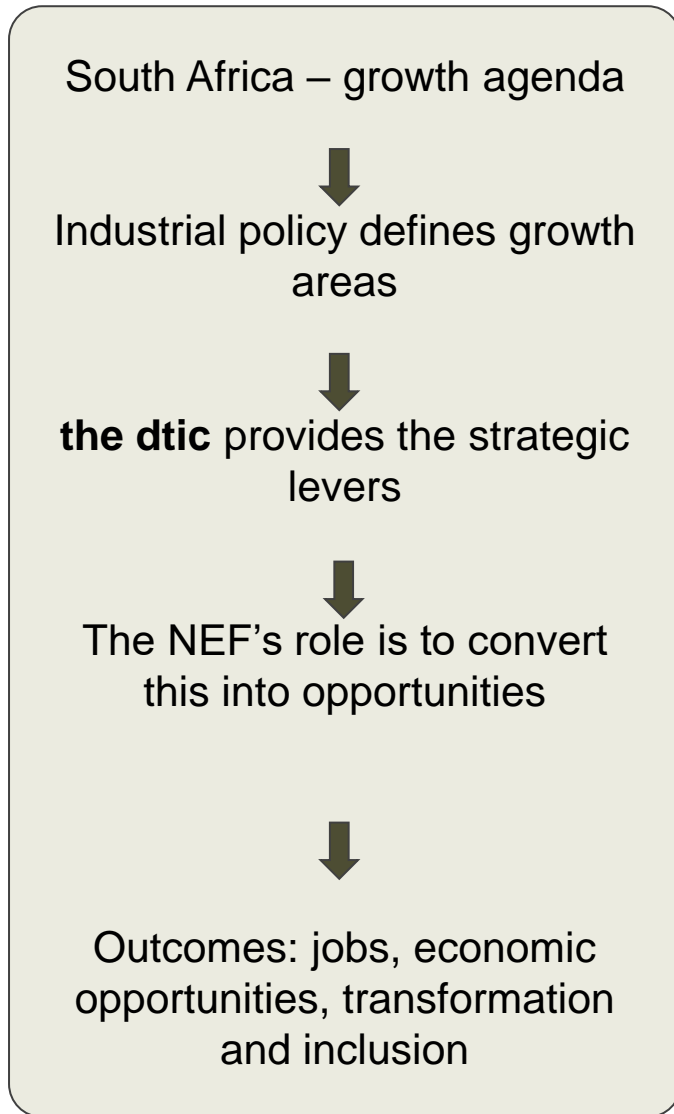 South Africa – growth agenda
Industrial policy defines growth
areas
the dtic provides the strategic
levers
The NEF’s role is to convert
this into opportunities
Outcomes: jobs, economic
opportunities, transformation
and inclusion